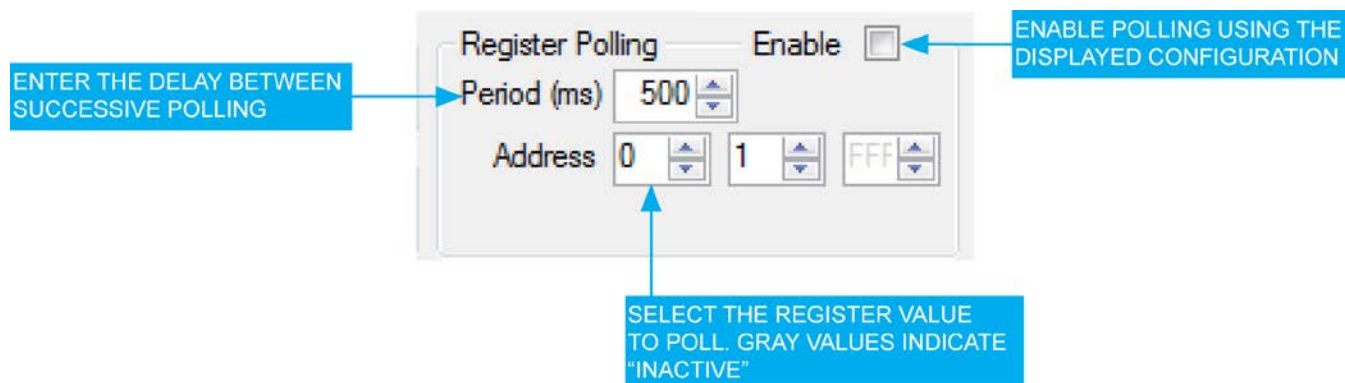 Register Polling Enable
ENABLE POLLING USING THE
DISPLAYED CONFIGURATION
ENTER THE DELAY BETWEEN
SUCCESSIVE POLLING
Period (ms) 500
Address 0 1 FFF
SELECT THE REGISTER VALUE
TO POLL. GRAY VALUES INDICATE
“INACTIVE”